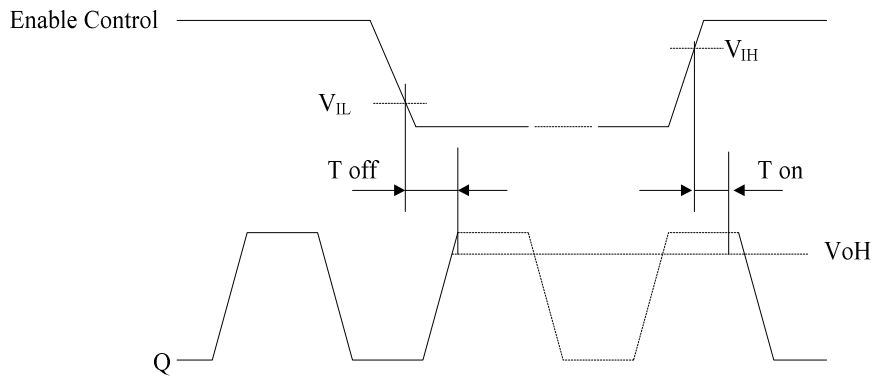 Enable Control
VIH
VIL
T off
T on
VoH
Q